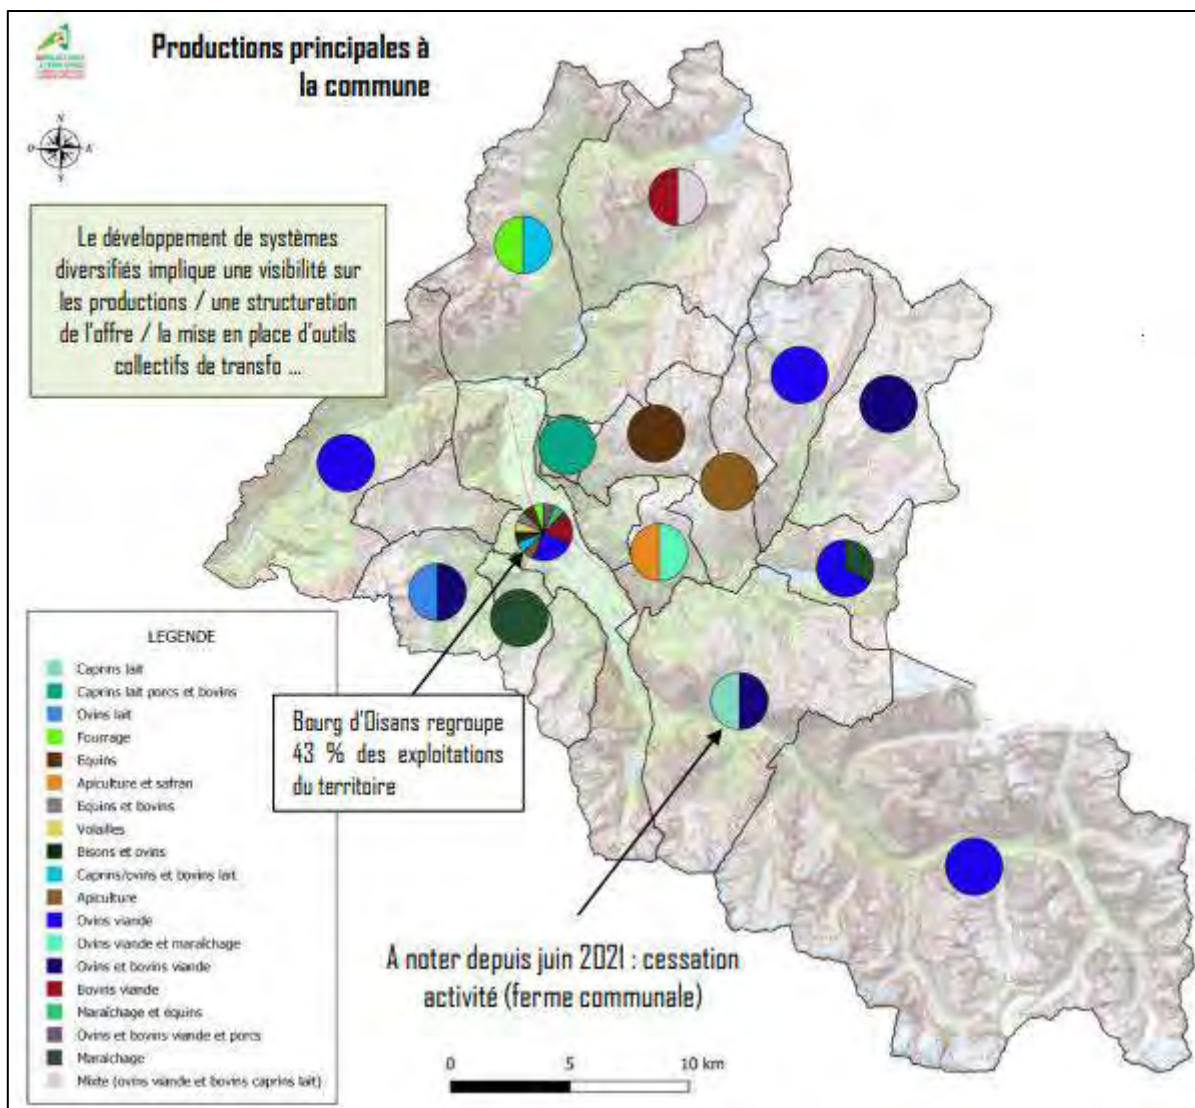 Productions principales à
la commune
N
O
S
Le développement de systèmes
diversifiés implique une visibilité sur
les productions / une structuration
de l'offre / la mise en place d'outils
collectifs de transfo ...
LEGENDE
Caprins lait
Caprins lait porcs et bovins
Ovins lait
Fourrage
Equins
Apiculture et safran
Equins et bovins
Volailles
Bisons et ovins
Caprins/ovins et bovins lait
Apiculture
Ovins viande
Ovins viande et maraîchage
Ovins et bovins viande
Bovins viande
Maraîchage et équins
Ovins et bovins viande et porcs
Maraichage
Mixte (ovins viande et bovins caprins lait)
Bourg d'Oisans regroupe
43 % des exploitations
du territoire
A noter depuis juin 2021 : cessation
activité (ferme communale)
0 5 10 km